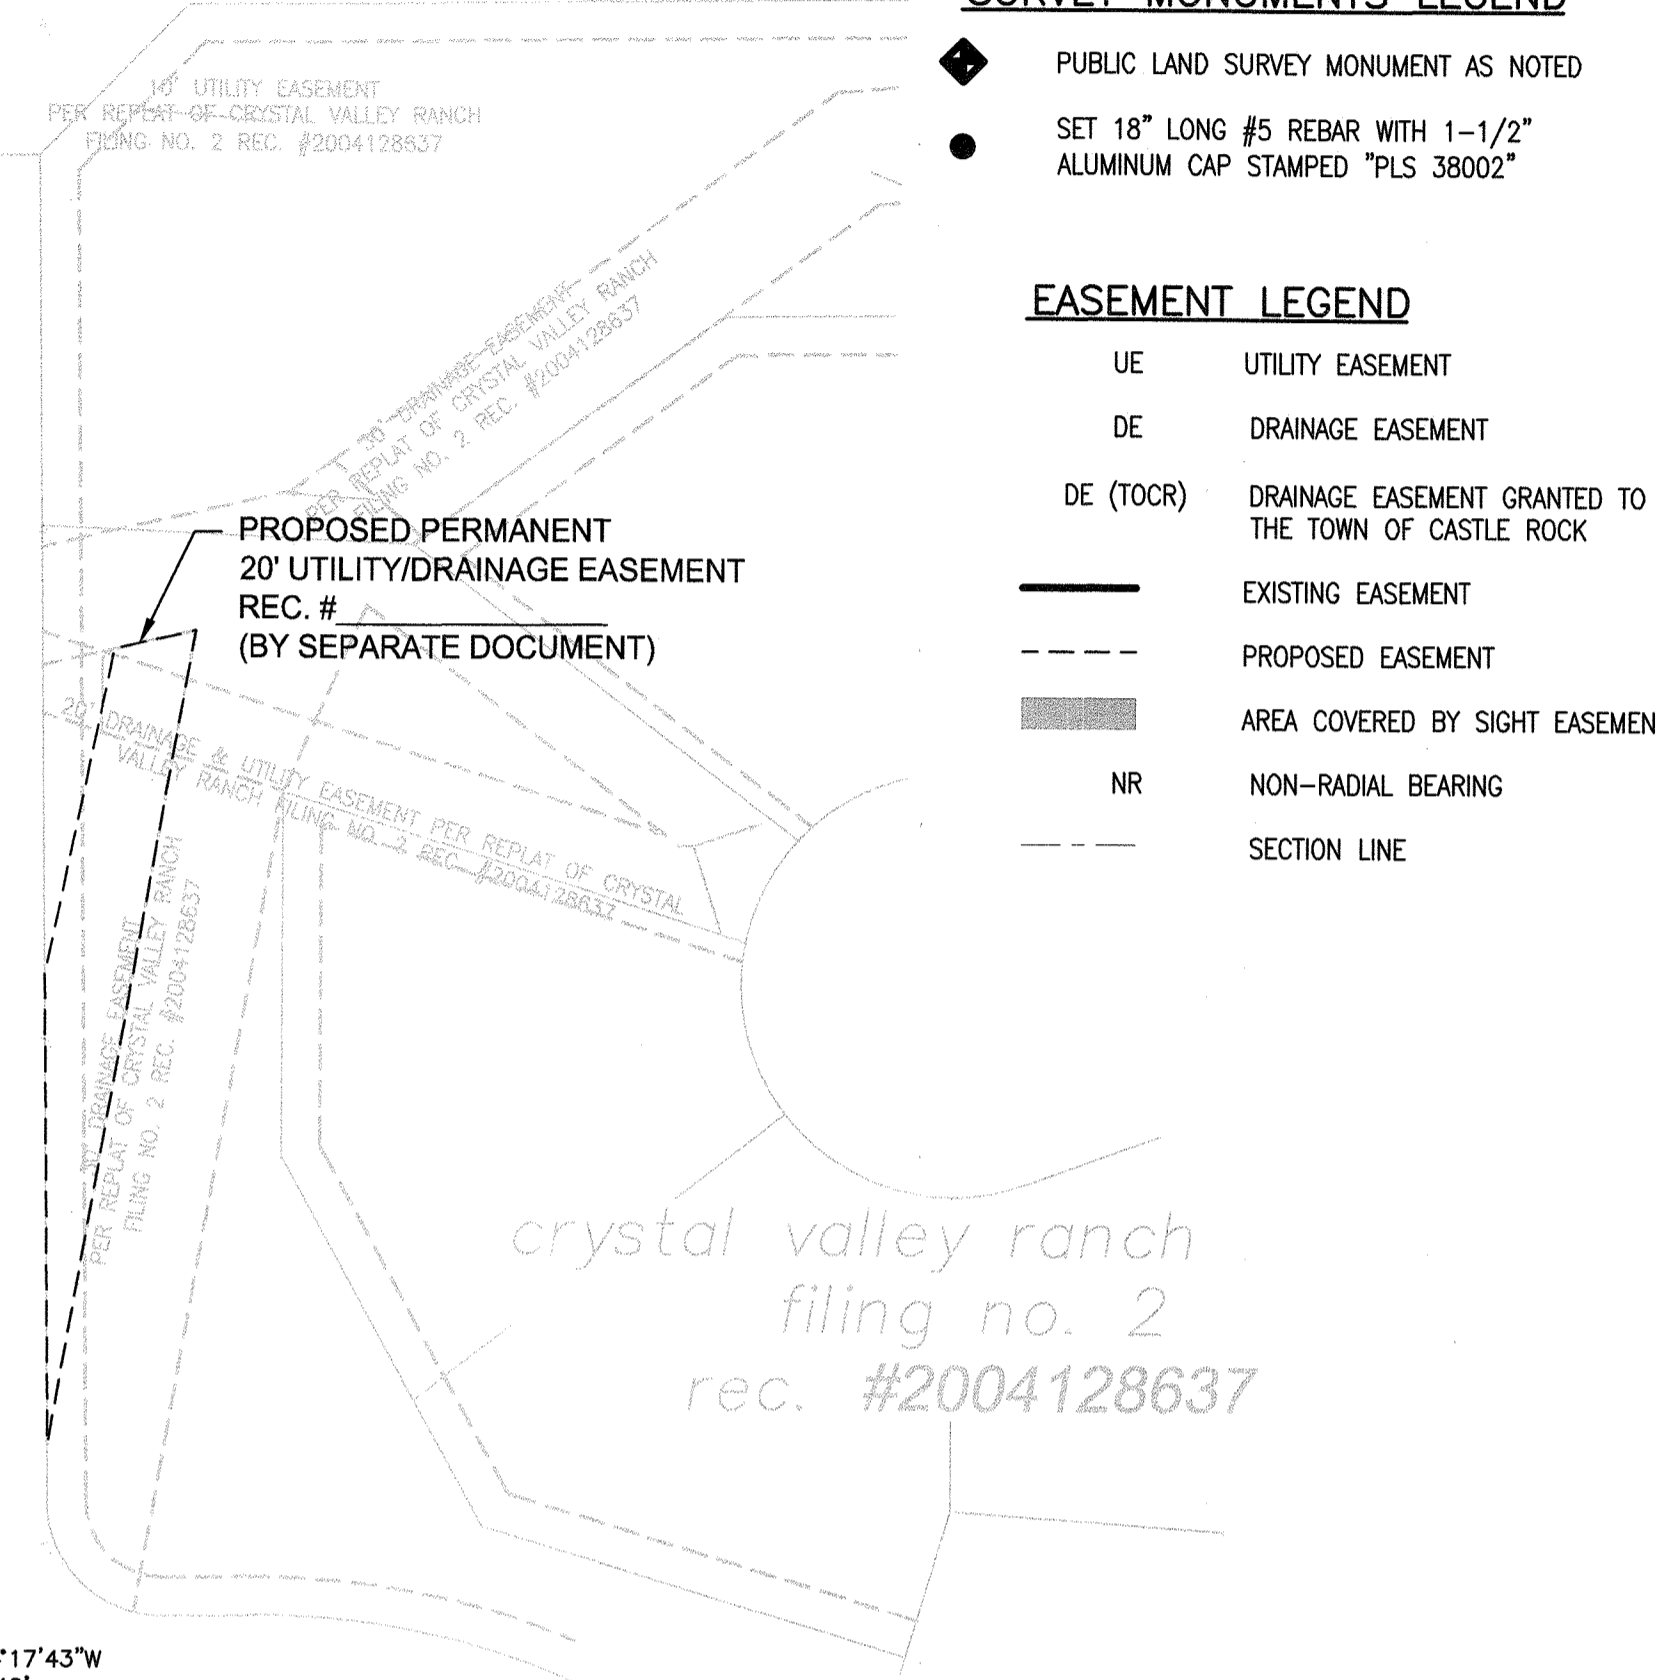 SURVEY MONUMENTS LEGEND
PUBLIC LAND SURVEY MONUMENT AS NOTED
SET 18" LONG #5 REBAR WITH 1-1/2"
ALUMINUM CAP STAMPED "PLS 38002"
EASEMENT LEGEND
UE UTILITY EASEMENT
DE DRAINAGE EASEMENT
DE (TOCR) DRAINAGE EASEMENT GRANTED TO
THE TOWN OF CASTLE ROCK
EXISTING EASEMENT
PROPOSED EASEMENT
AREA COVERED BY SIGHT EASEMEN
NR NON-RADIAL BEARING
SECTION LINE
10' UTILITY EASEMENT
PER REPLAT OF CRYSTAL VALLEY RANCH
FILING NO. 2 REC. #2004128637
30' DRAINAGE EASEMENT
PER REPLAT OF CRYSTAL VALLEY RANCH
FILING NO. 2 REC. #2004128637
PROPOSED PERMANENT
20' UTILITY/DRAINAGE EASEMENT
REC. #
(BY SEPARATE DOCUMENT)
20' DRAINAGE & UTILITY EASEMENT PER REPLAT OF CRYSTAL
VALLEY RANCH FILING NO. 2 REC. #2004128637
DRAINAGE EASEMENT
PER REPLAT OF CRYSTAL VALLEY RANCH
FILING NO. 2 REC. #2004128637
crystal valley ranch
filing no. 2
rec. #2004128637
°17'43"W